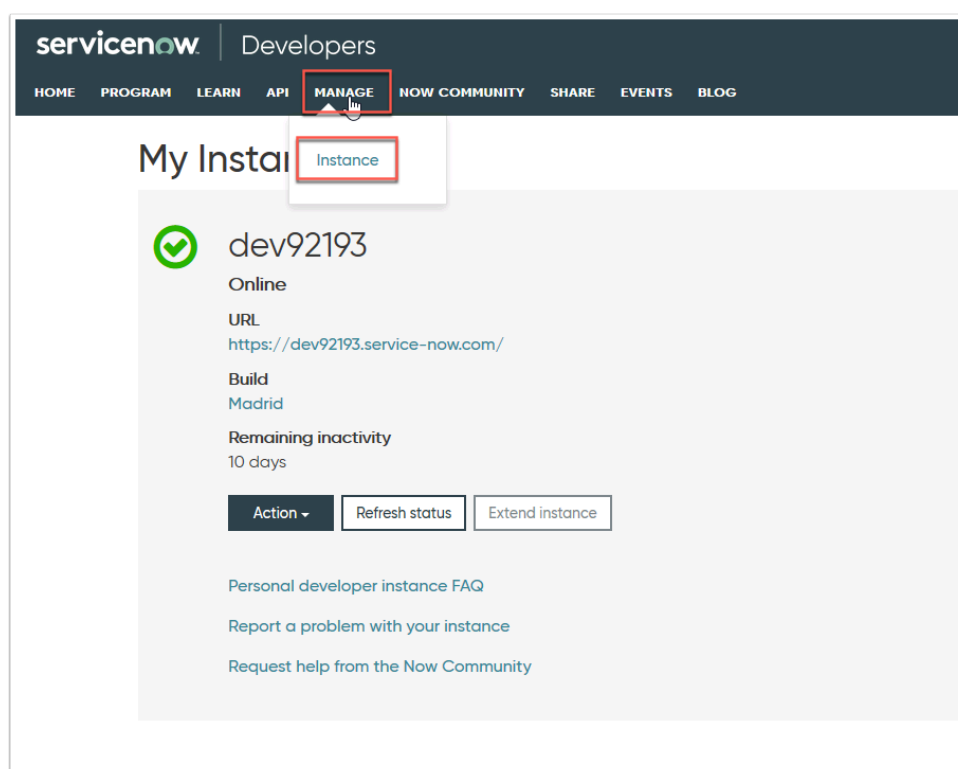 servicenow. Developers
HOME PROGRAM LEARN API MANAGE NOW COMMUNITY SHARE EVENTS BLOG
Instance
My Instan
dev92193
Online
URL
https://dev92193.service-now.com/
Build
Madrid
Remaining inactivity
10 days
Action Refresh status Extend instance
Personal developer instance FAQ
Report a problem with your instance
Request help from the Now Community